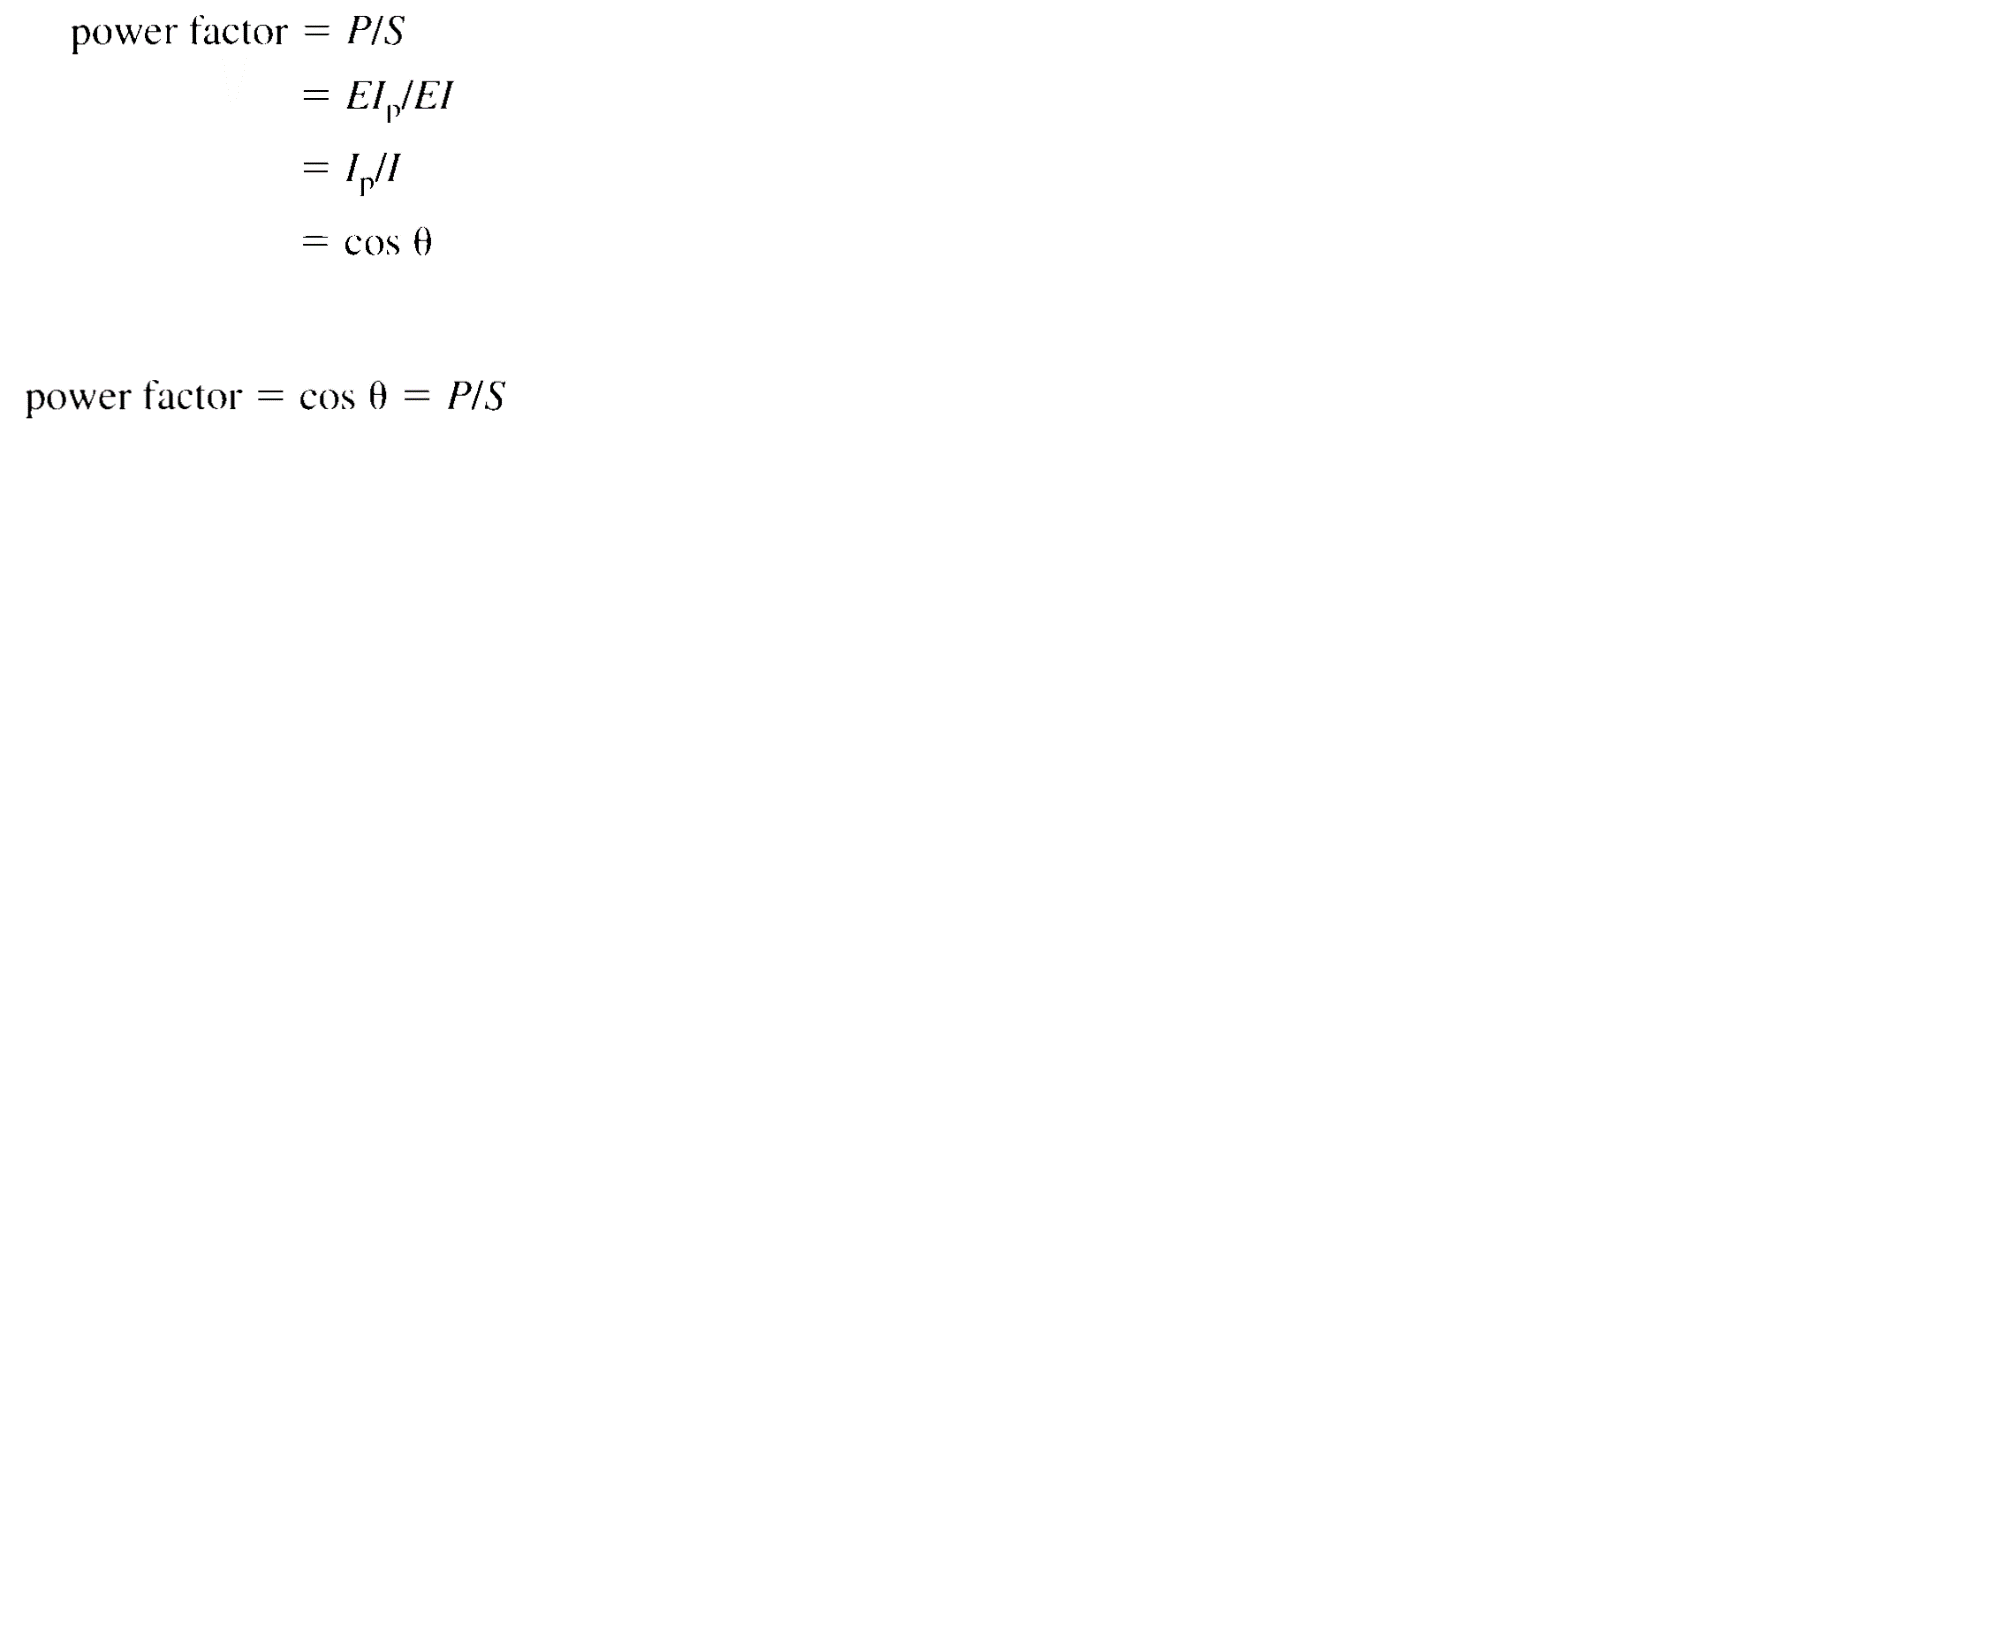 power factor = P/S
= EIₚ/EI
= Iₚ/I
= cos θ
power factor = cos θ = P/S